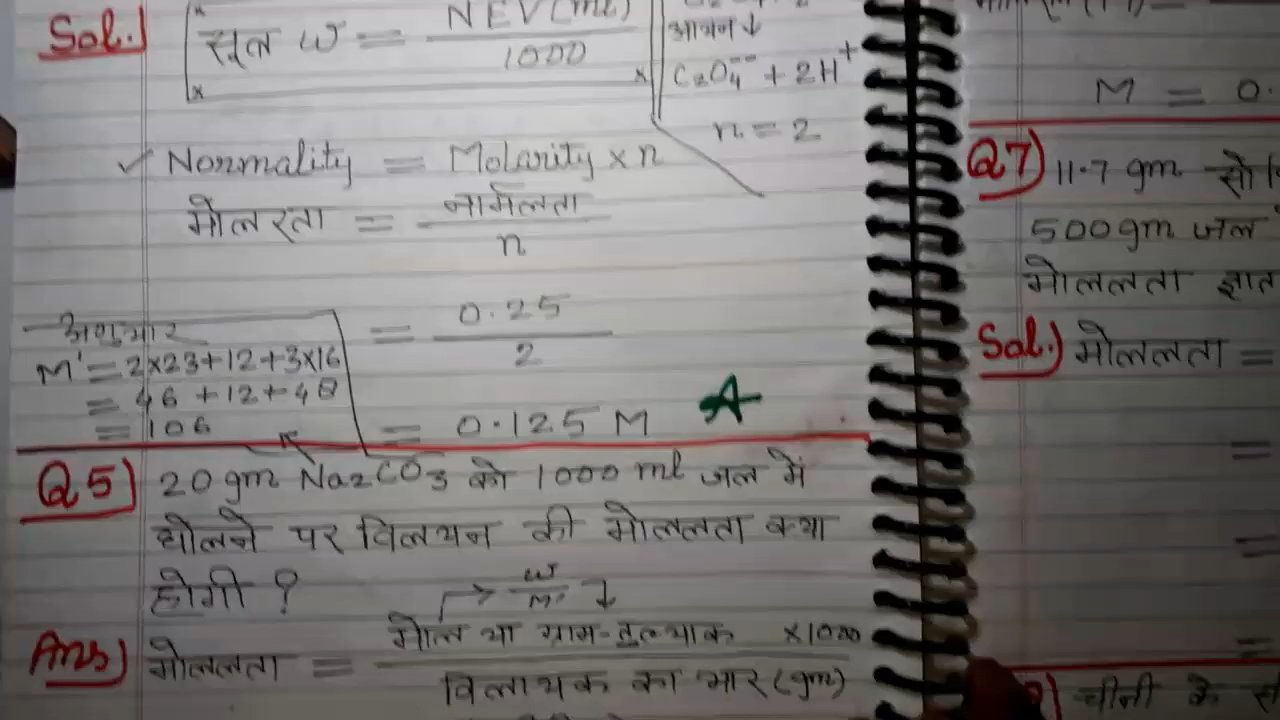 Sol.
सूत्र W = NEV(ml) / 1000
आयन ↓
C₂O₄⁻⁻ + 2H⁺
n = 2
✓ Normality = Molarity × n
मोलरता = नार्मलता / n
= 0.25 / 2
= 0.125 M A
अणुभार
M' = 2×23+12+3×16
= 46 +12+48
= 106
Q5) 20 gm Na₂CO₃ को 1000 ml जल में
घोलने पर विलयन की मोललता क्या
होगी ?
→ w / M' ↓
Ans) मोललता = मोल या ग्राम-तुल्यांक ×1000 / विलायक का भार (gm)
M = 0.
Q7) 11.7 gm सो
500 gm जल
मोललता ज्ञात
Sol.) मोललता =
=
=
=
चीनी के